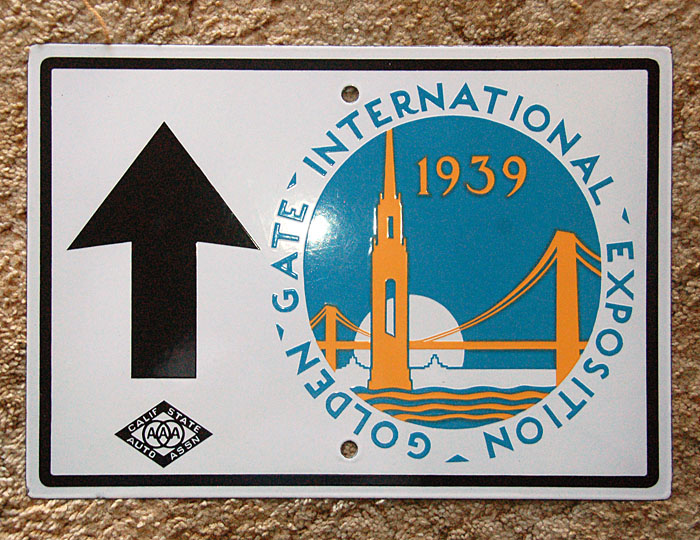 GOLDEN GATE INTERNATIONAL EXPOSITION
1939
CALIF STATE
AAA
AUTO ASSN